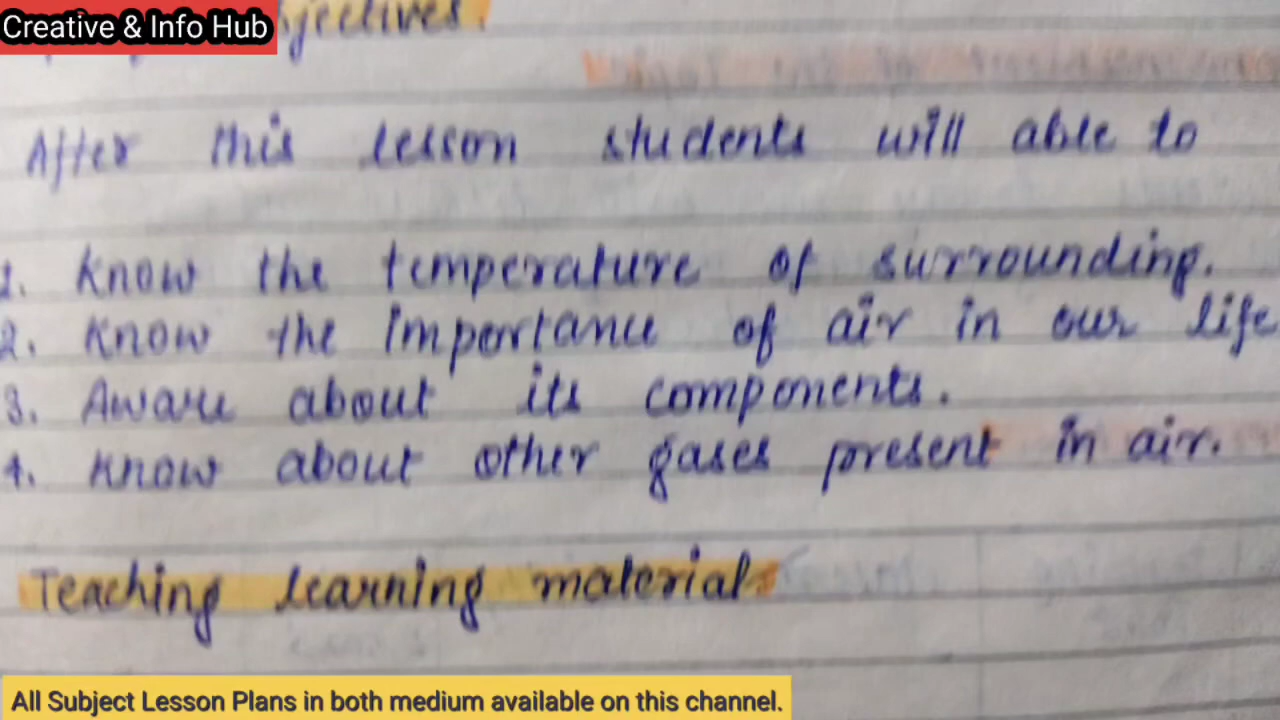 Creative & Info Hub
jectives.
After this lesson students will able to
1. Know the temperature of surrounding.
2. Know the importance of air in our life
3. Aware about its components.
4. Know about other gases present in air.
Teaching learning material
All Subject Lesson Plans in both medium available on this channel.